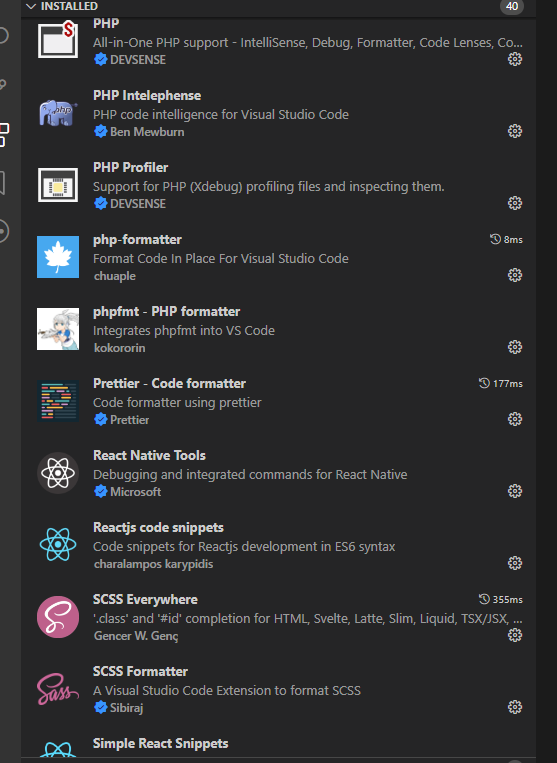 INSTALLED
40
PHP
All-in-One PHP support - IntelliSense, Debug, Formatter, Code Lenses, Co...
DEVSENSE
PHP Intelephense
PHP code intelligence for Visual Studio Code
Ben Mewburn
PHP Profiler
Support for PHP (Xdebug) profiling files and inspecting them.
DEVSENSE
php-formatter
8ms
Format Code In Place For Visual Studio Code
chuaple
phpfmt - PHP formatter
Integrates phpfmt into VS Code
kokororin
Prettier - Code formatter
177ms
Code formatter using prettier
Prettier
React Native Tools
Debugging and integrated commands for React Native
Microsoft
Reactjs code snippets
Code snippets for Reactjs development in ES6 syntax
charalampos karypidis
SCSS Everywhere
355ms
'.class' and '#id' completion for HTML, Svelte, Latte, Slim, Liquid, TSX/JSX, ...
Gencer W. Genç
SCSS Formatter
A Visual Studio Code Extension to format SCSS
Sibiraj
Simple React Snippets